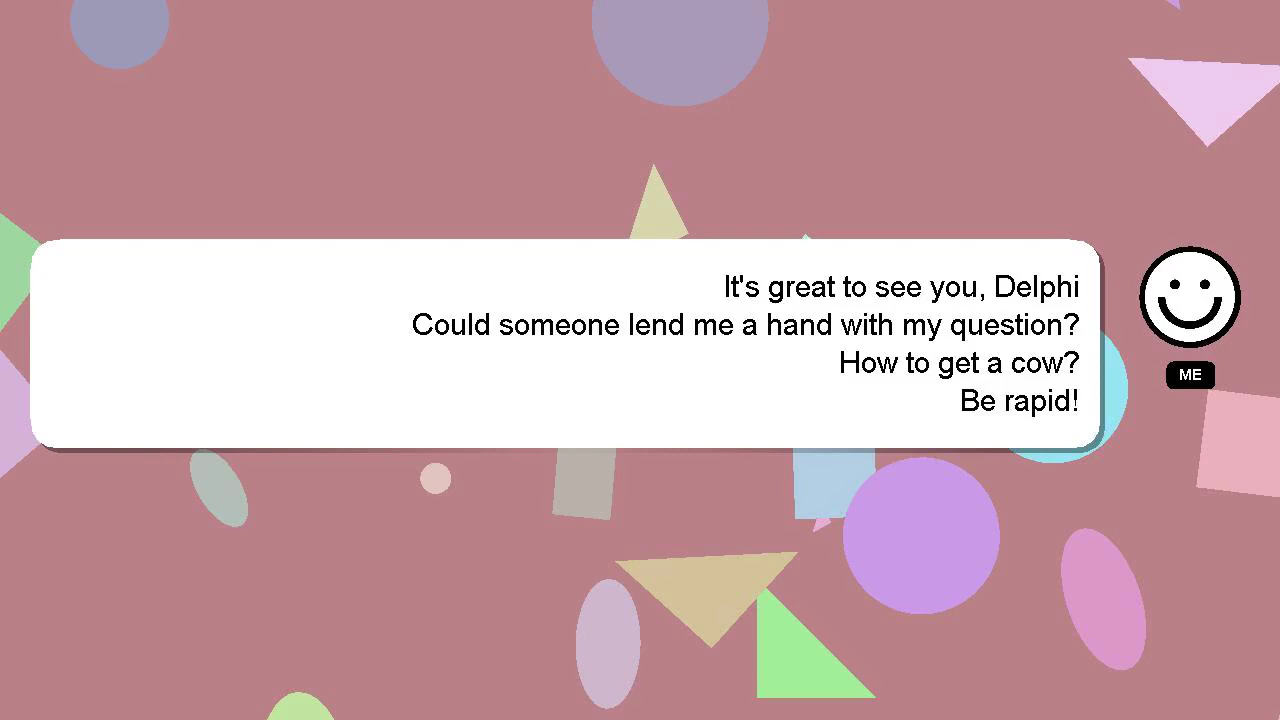 It's great to see you, Delphi
Could someone lend me a hand with my question?
How to get a cow?
Be rapid!
ME